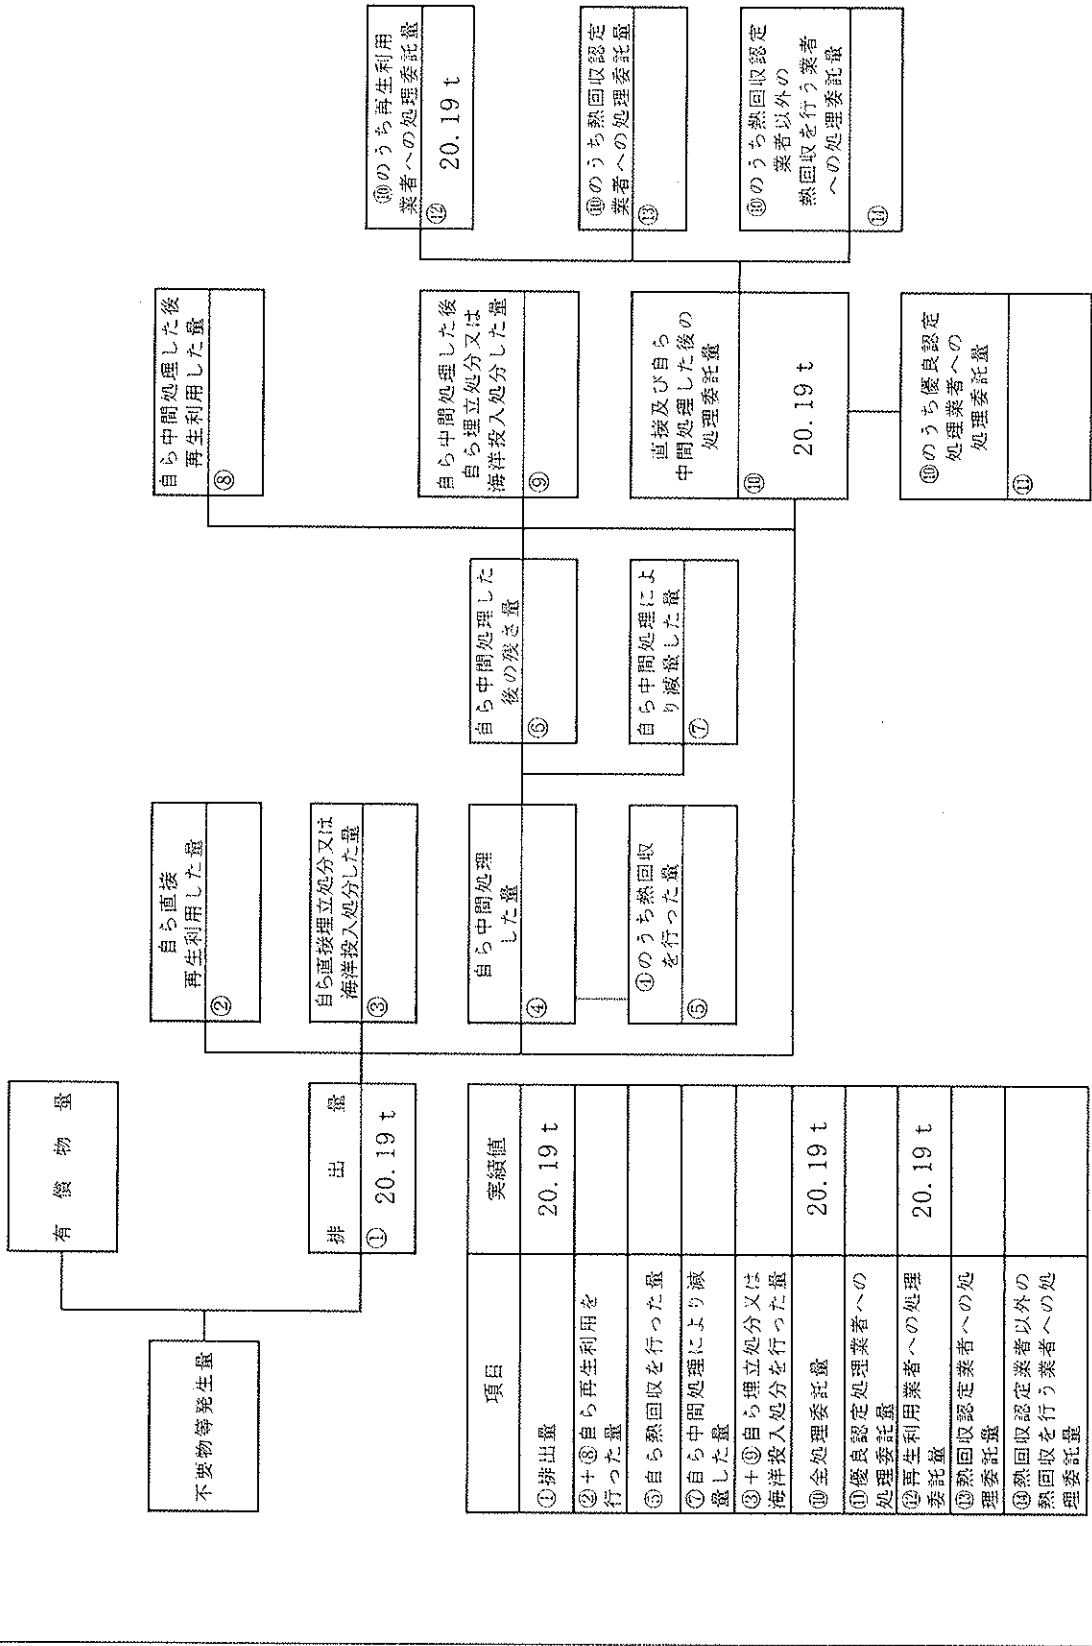 不要物等発生量
有償物量
排出量
① 20.19 t
自ら直接
再生利用した量
②
自ら直接埋立処分又は
海洋投入処分した量
③
自ら中間処理
した量
④
④のうち熱回収
を行った量
⑤
自ら中間処理した
後の残さ量
⑥
自ら中間処理によ
り減量した量
⑦
自ら中間処理した後
再生利用した量
⑧
自ら中間処理した後
自ら埋立処分又は
海洋投入処分した量
⑨
直接及び自ら
中間処理した後の
処理委託量
⑩
20.19 t
⑩のうち優良認定
処理業者への
処理委託量
⑪
⑩のうち再生利用
業者への処理委託量
⑫
20.19 t
⑩のうち熱回収認定
業者への処理委託量
⑬
⑩のうち熱回収認定
業者以外の
熱回収を行う業者
への処理委託量
⑭
項目
実績値
①排出量
20.19 t
②+⑧自ら再生利用を
行った量
⑤自ら熱回収を行った量
⑦自ら中間処理により減
量した量
③+⑨自ら埋立処分又は
海洋投入処分を行った量
⑩全処理委託量
20.19 t
⑪優良認定処理業者への
処理委託量
⑫再生利用業者への処理
委託量
20.19 t
⑬熱回収認定業者への処
理委託量
⑭熱回収認定業者以外の
熱回収を行う業者への処
理委託量